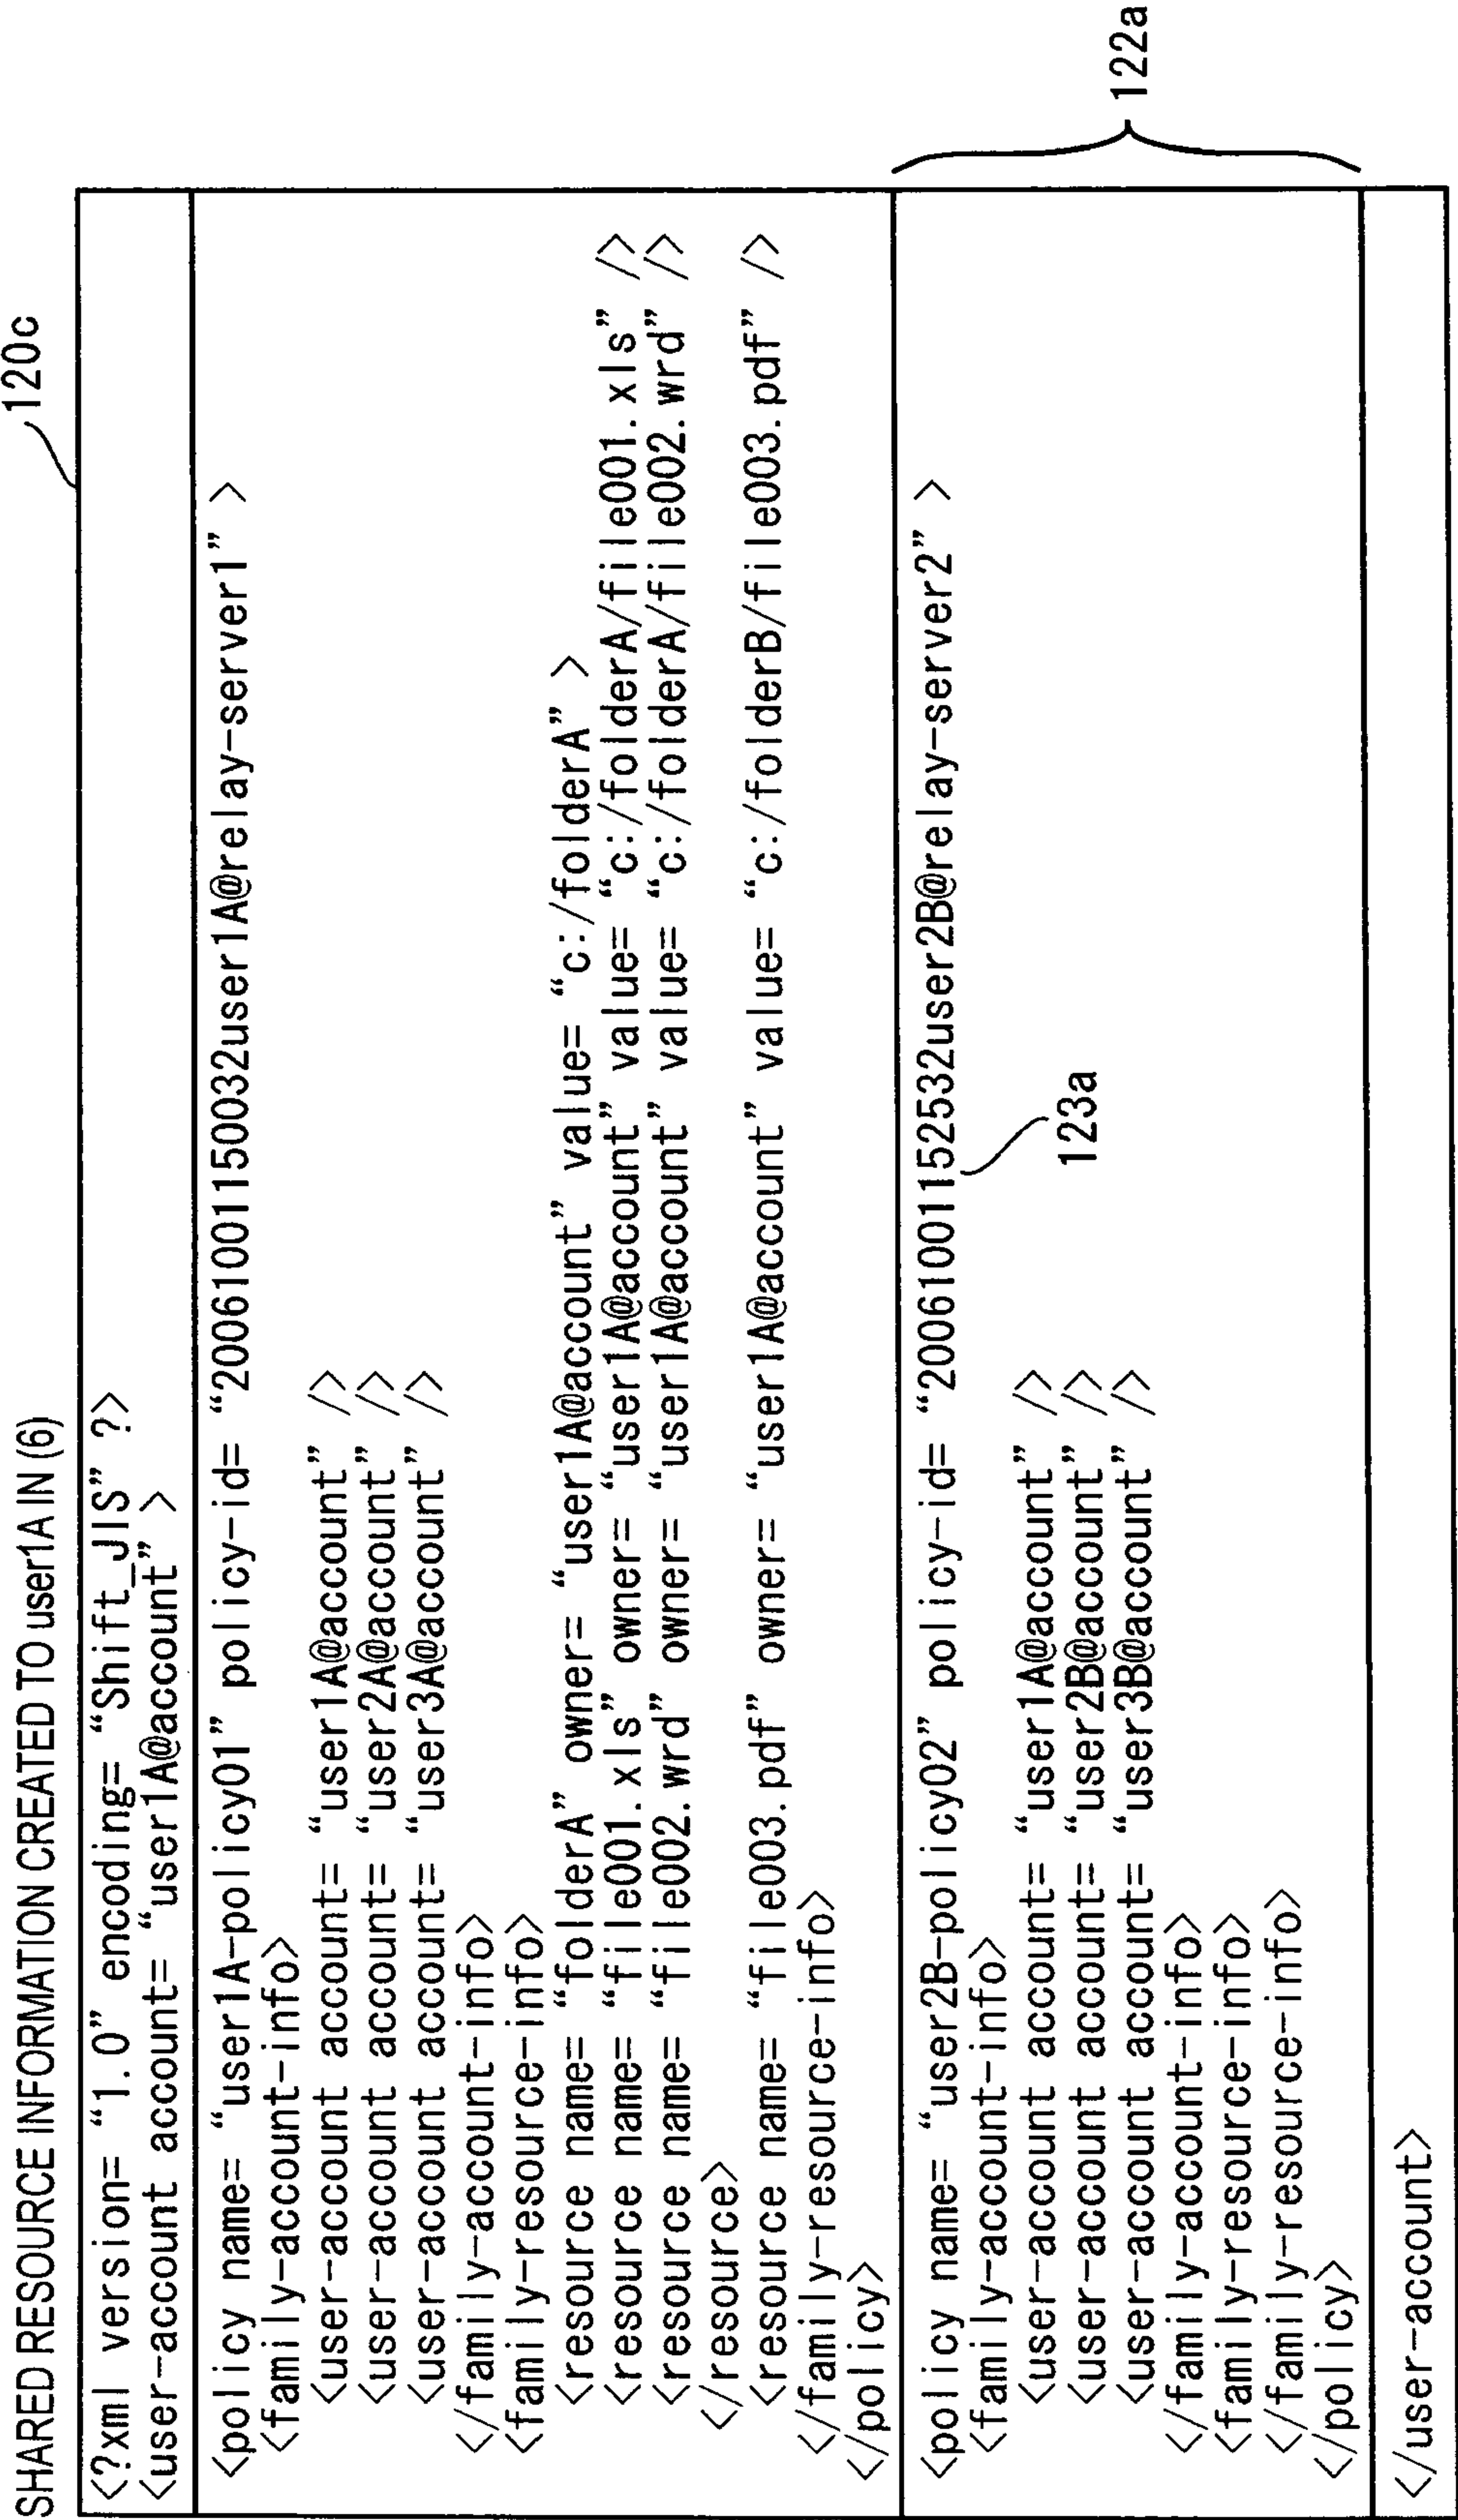 SHARED RESOURCE INFORMATION CREATED TO user1A IN (6)
120c
<?xml version= “1.0” encoding= “Shift_JIS” ?>
<user-account account= “user1A@account” >
<policy name= “user1A-policy01” policy-id= “20061001150032user1A@relay-server1” >
<family-account-info>
<user-account account= “user1A@account” />
<user-account account= “user2A@account” />
<user-account account= “user3A@account” />
</family-account-info>
<family-resource-info>
<resource name= “folderA” owner= “user1A@account” value= “c:/folderA” >
<resource name= “file001.xls” owner= “user1A@account” value= “c:/folderA/file001.xls” />
<resource name= “file002.wrd” owner= “user1A@account” value= “c:/folderA/file002.wrd” />
</resource>
<resource name= “file003.pdf” owner= “user1A@account” value= “c:/folderB/file003.pdf” />
</family-resource-info>
</policy>
<policy name= “user2B-policy02” policy-id= “20061001152532user2B@relay-server2” >
<family-account-info>
123a
<user-account account= “user1A@account” />
<user-account account= “user2B@account” />
<user-account account= “user3B@account” />
</family-account-info>
<family-resource-info>
</family-resource-info>
</policy>
122a
</user-account>